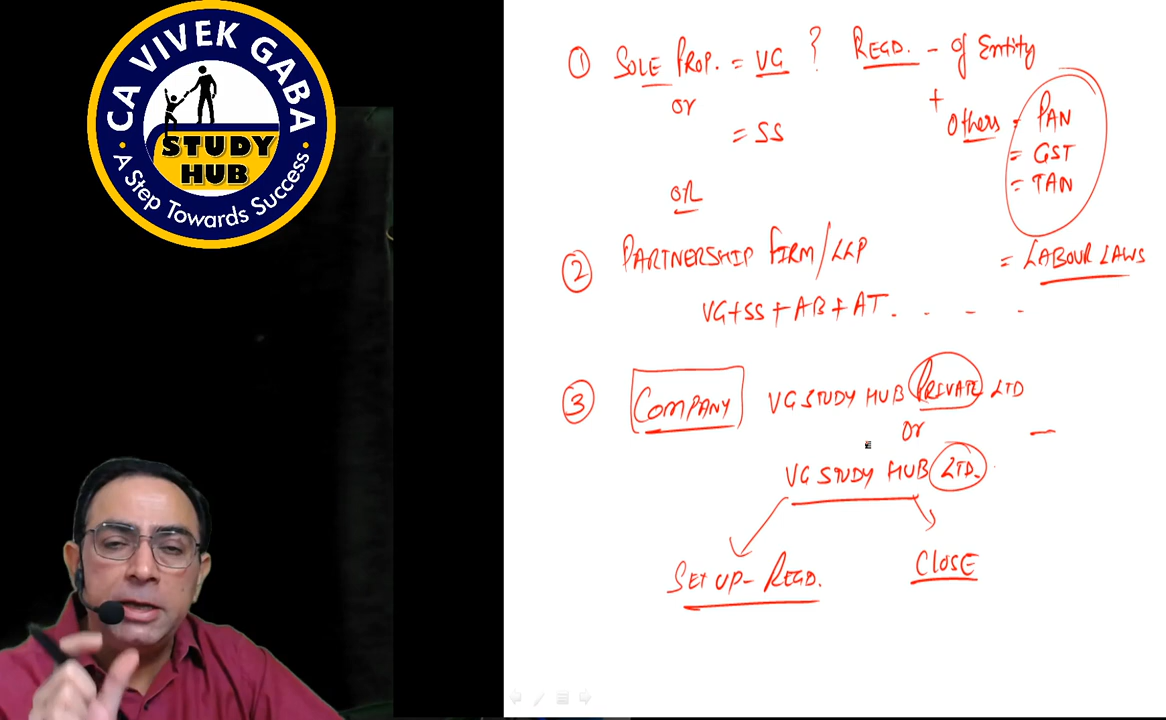 CA VIVEK GABA
STUDY
HUB
A Step Towards Success
① SOLE PROP. = VG ? REGD. - of Entity
or
= SS
+ Others = PAN
= GST
= TAN
OR
= LABOUR LAWS
② PARTNERSHIP FIRM/LLP
VG+SS+AB+AT. . - .
③ COMPANY VG STUDY HUB PRIVATE LTD
or
VG STUDY HUB LTD.
SET UP- REGD.
CLOSE